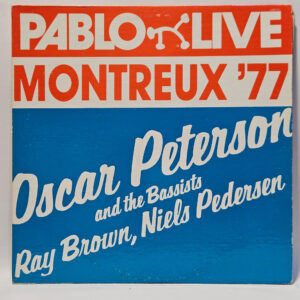 PABLO LIVE
MONTREUX '77
Oscar Peterson
and the Bassists
Ray Brown, Niels Pedersen